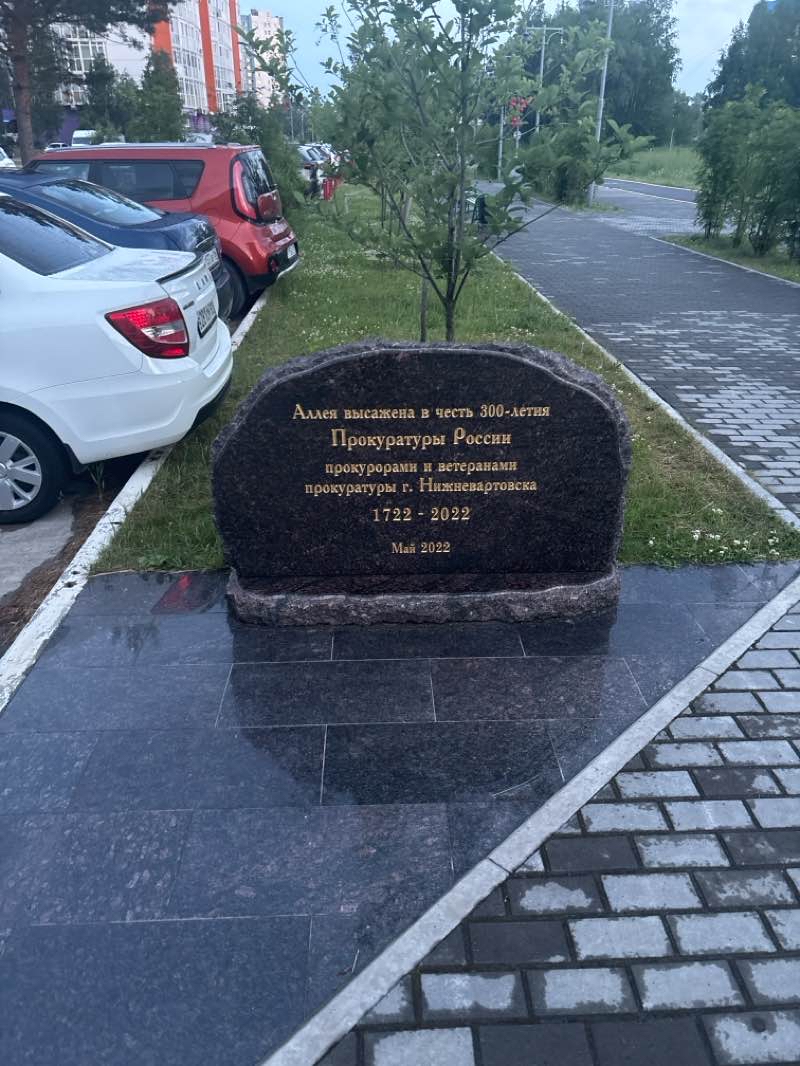 Аллея высажена в честь 300-летия
Прокуратуры России
прокурорами и ветеранами
прокуратуры г. Нижневартовска
1722 - 2022
Май 2022